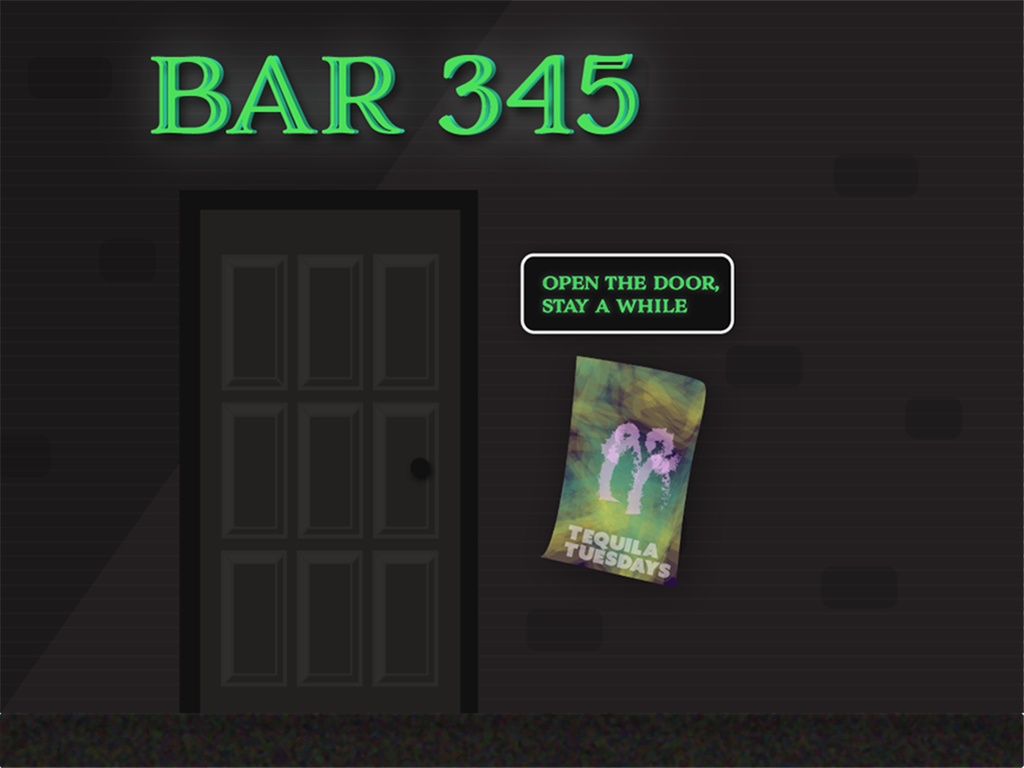 BAR 345
OPEN THE DOOR,
STAY A WHILE
TEQUILA
TUESDAYS